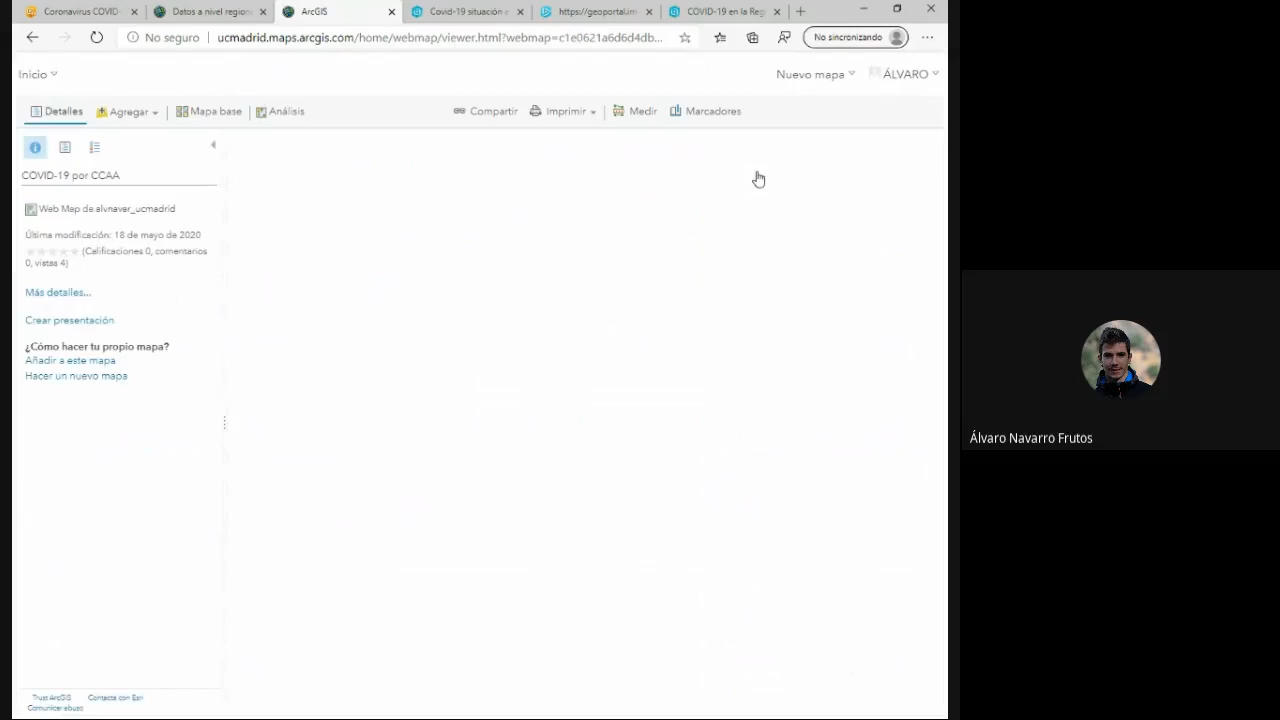 Coronavirus COVID-
Datos a nivel region
ArcGIS
Covid-19 situación e
https://geoportal.im
COVID-19 en la Reg
No seguro
ucmadrid.maps.arcgis.com/home/webmap/viewer.html?webmap=c1e0621a6d6d4db...
No sincronizando
Inicio
Nuevo mapa
ÁLVARO
Detalles
Agregar
Mapa base
Análisis
Compartir
Imprimir
Medir
Marcadores
COVID-19 por CCAA
Web Map de alvnaver_ucmadrid
Última modificación: 18 de mayo de 2020
(Calificaciones 0, comentarios
0, vistas 4)
Más detalles...
Crear presentación
¿Cómo hacer tu propio mapa?
Añadir a este mapa
Hacer un nuevo mapa
Trust ArcGIS
Contacta con Esri
Comunicar abuso
Álvaro Navarro Frutos